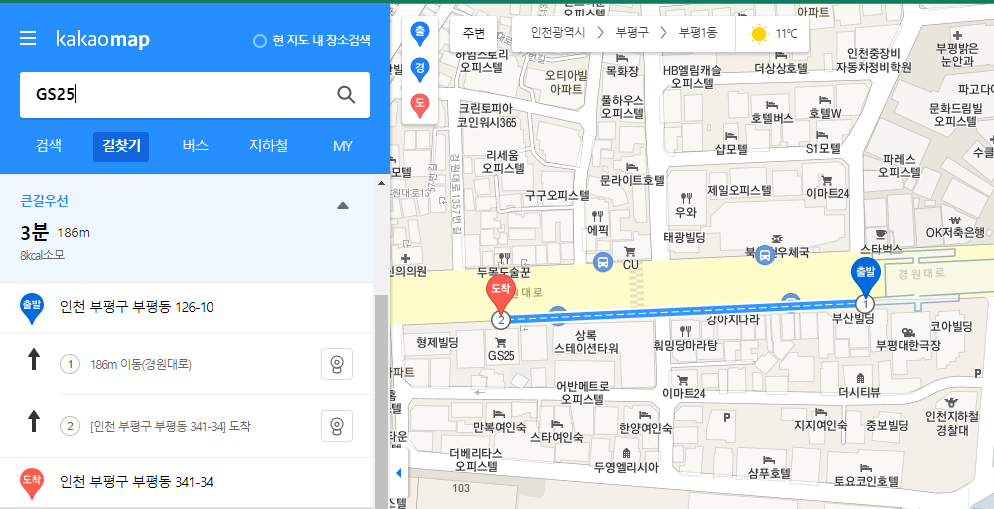 kakaomap
현 지도 내 장소검색
GS25
검색
길찾기
버스
지하철
MY
큰길우선
3분 186m
8kcal소모
출발
인천 부평구 부평동 126-10
1
186m 이동(경원대로)
2
[인천 부평구 부평동 341-34] 도착
도착
인천 부평구 부평동 341-34
출
경
도
주변
인천광역시
부평구
부평1동
11℃
아파트
하임스토리
오피스텔
오티아빌
아파트
목화장
HB엘림캐슬
오피스텔
더상상호텔
인천중장비
자동차정비학원
부평밝은
눈안과
크린토피아
코인워시365
풀하우스
오피스텔
호텔버스
호텔W
파고다
문화드림빌
오피스텔
리세움
오피스텔
샵모텔
S1모텔
파레스
오피스텔
수클
모텔
경원대로1357번길
문라이트호텔
구구오피스텔
제일오피스텔
이마트24
우와
에픽
태광빌딩
우체국
스타벅스
OK저축은행
신의의원
두목도술꾼
CU
경원대로
도착
출발
대로
2
1
형제빌딩
GS25
상록
스테이션타워
훠밍당마라탕
강아지나라
부산빌딩
부평대한극장
코아빌딩
아파트
어반메트로
오피스텔
이마트24
더시티뷰
P
P
만복여인숙
스타여인숙
한양여인숙
지지여인숙
중보빌딩
인천지하철
경찰대
더베리타스
오피스텔
두영엘리시아
샵푸호텔
토요코인호텔
103